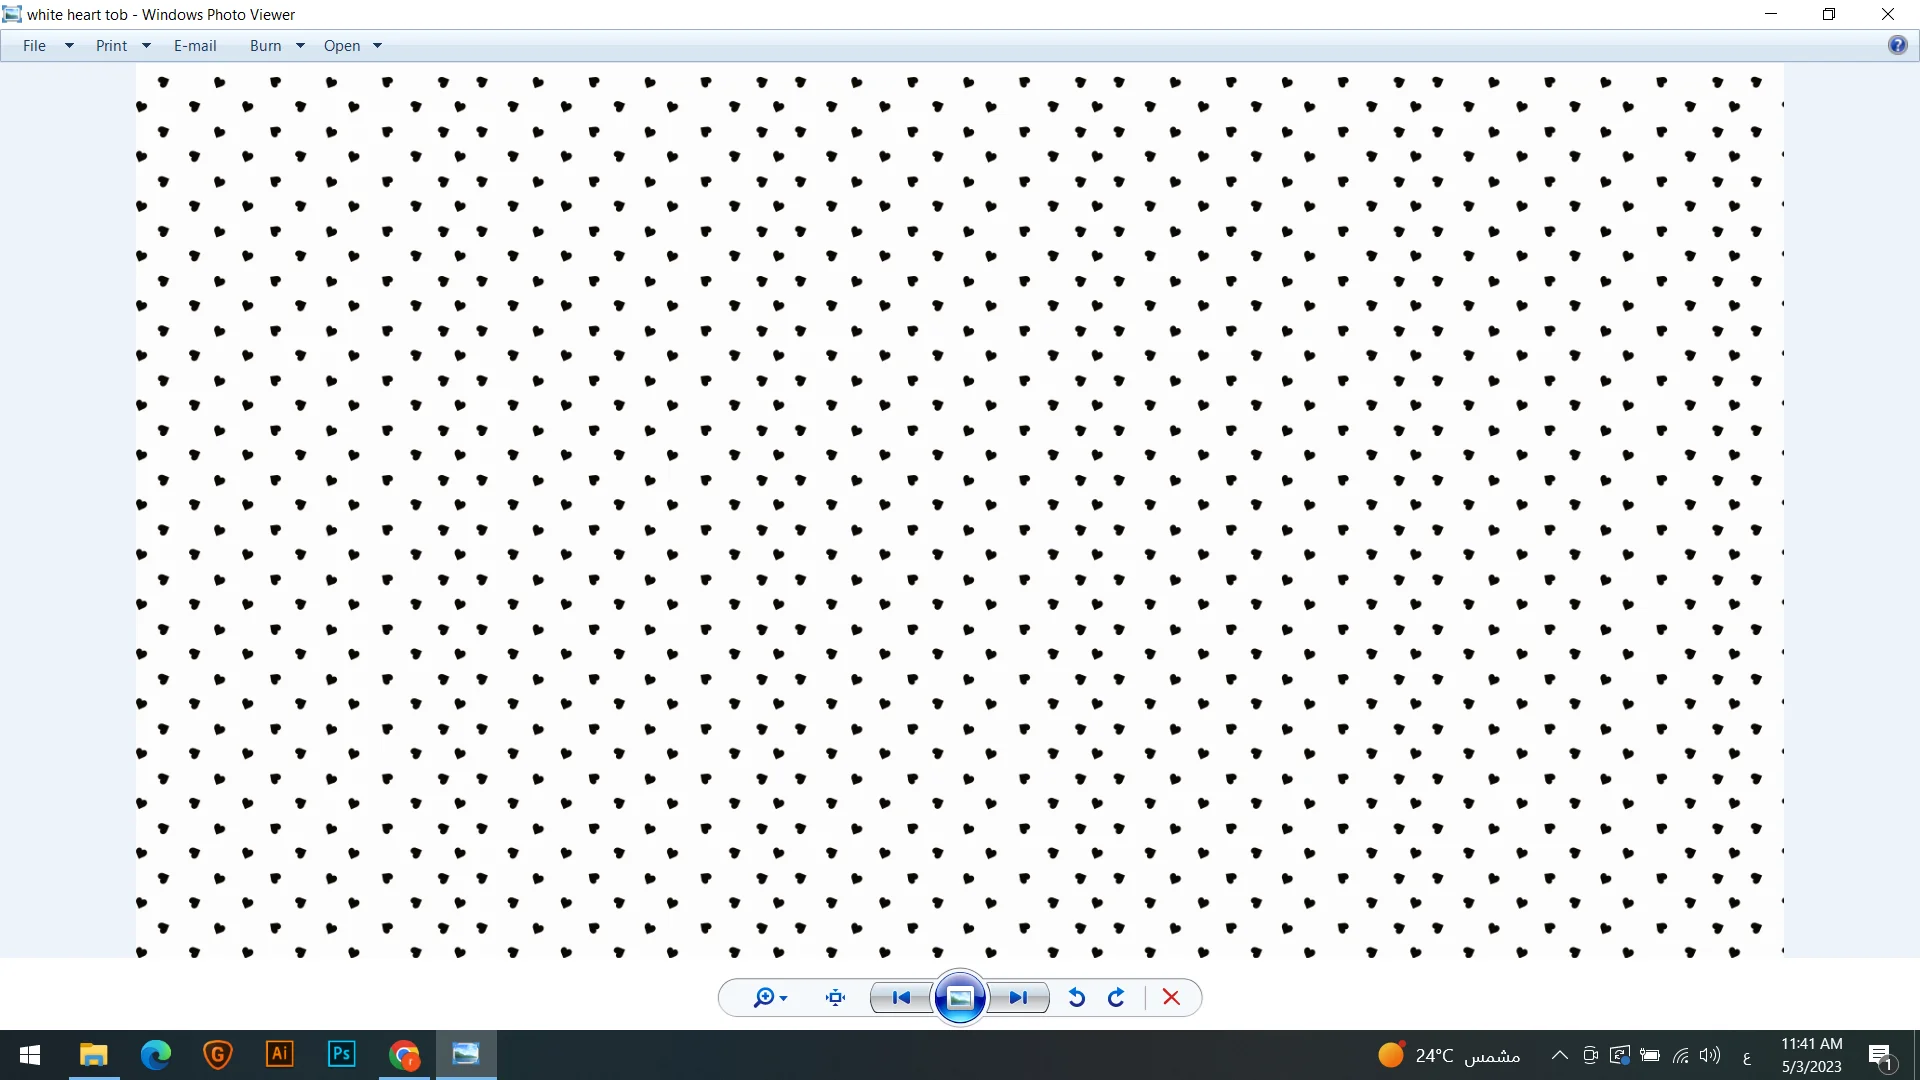 white heart tob - Windows Photo Viewer
File Print E-mail Burn Open
?
G Ai Ps r
24°C مشمس
ع
11:41 AM
5/3/2023
1